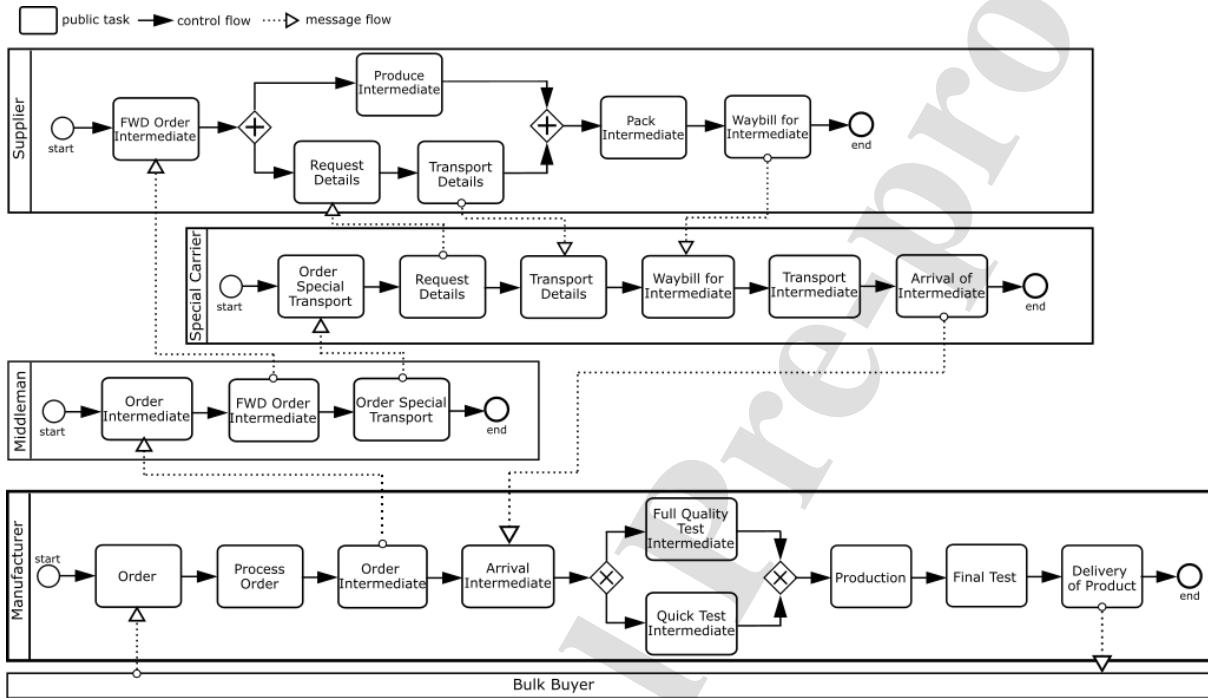 public task
control flow
message flow
Supplier
start
FWD Order
Intermediate
Produce
Intermediate
Request
Details
Transport
Details
Pack
Intermediate
Waybill for
Intermediate
end
Special Carrier
start
Order
Special
Transport
Request
Details
Transport
Details
Waybill for
Intermediate
Transport
Intermediate
Arrival of
Intermediate
end
Middleman
start
Order
Intermediate
FWD Order
Intermediate
Order Special
Transport
end
Manufacturer
start
Order
Process
Order
Order
Intermediate
Arrival
Intermediate
Full Quality
Test
Intermediate
Quick Test
Intermediate
Production
Final Test
Delivery
of Product
end
Bulk Buyer
l Pre-pro